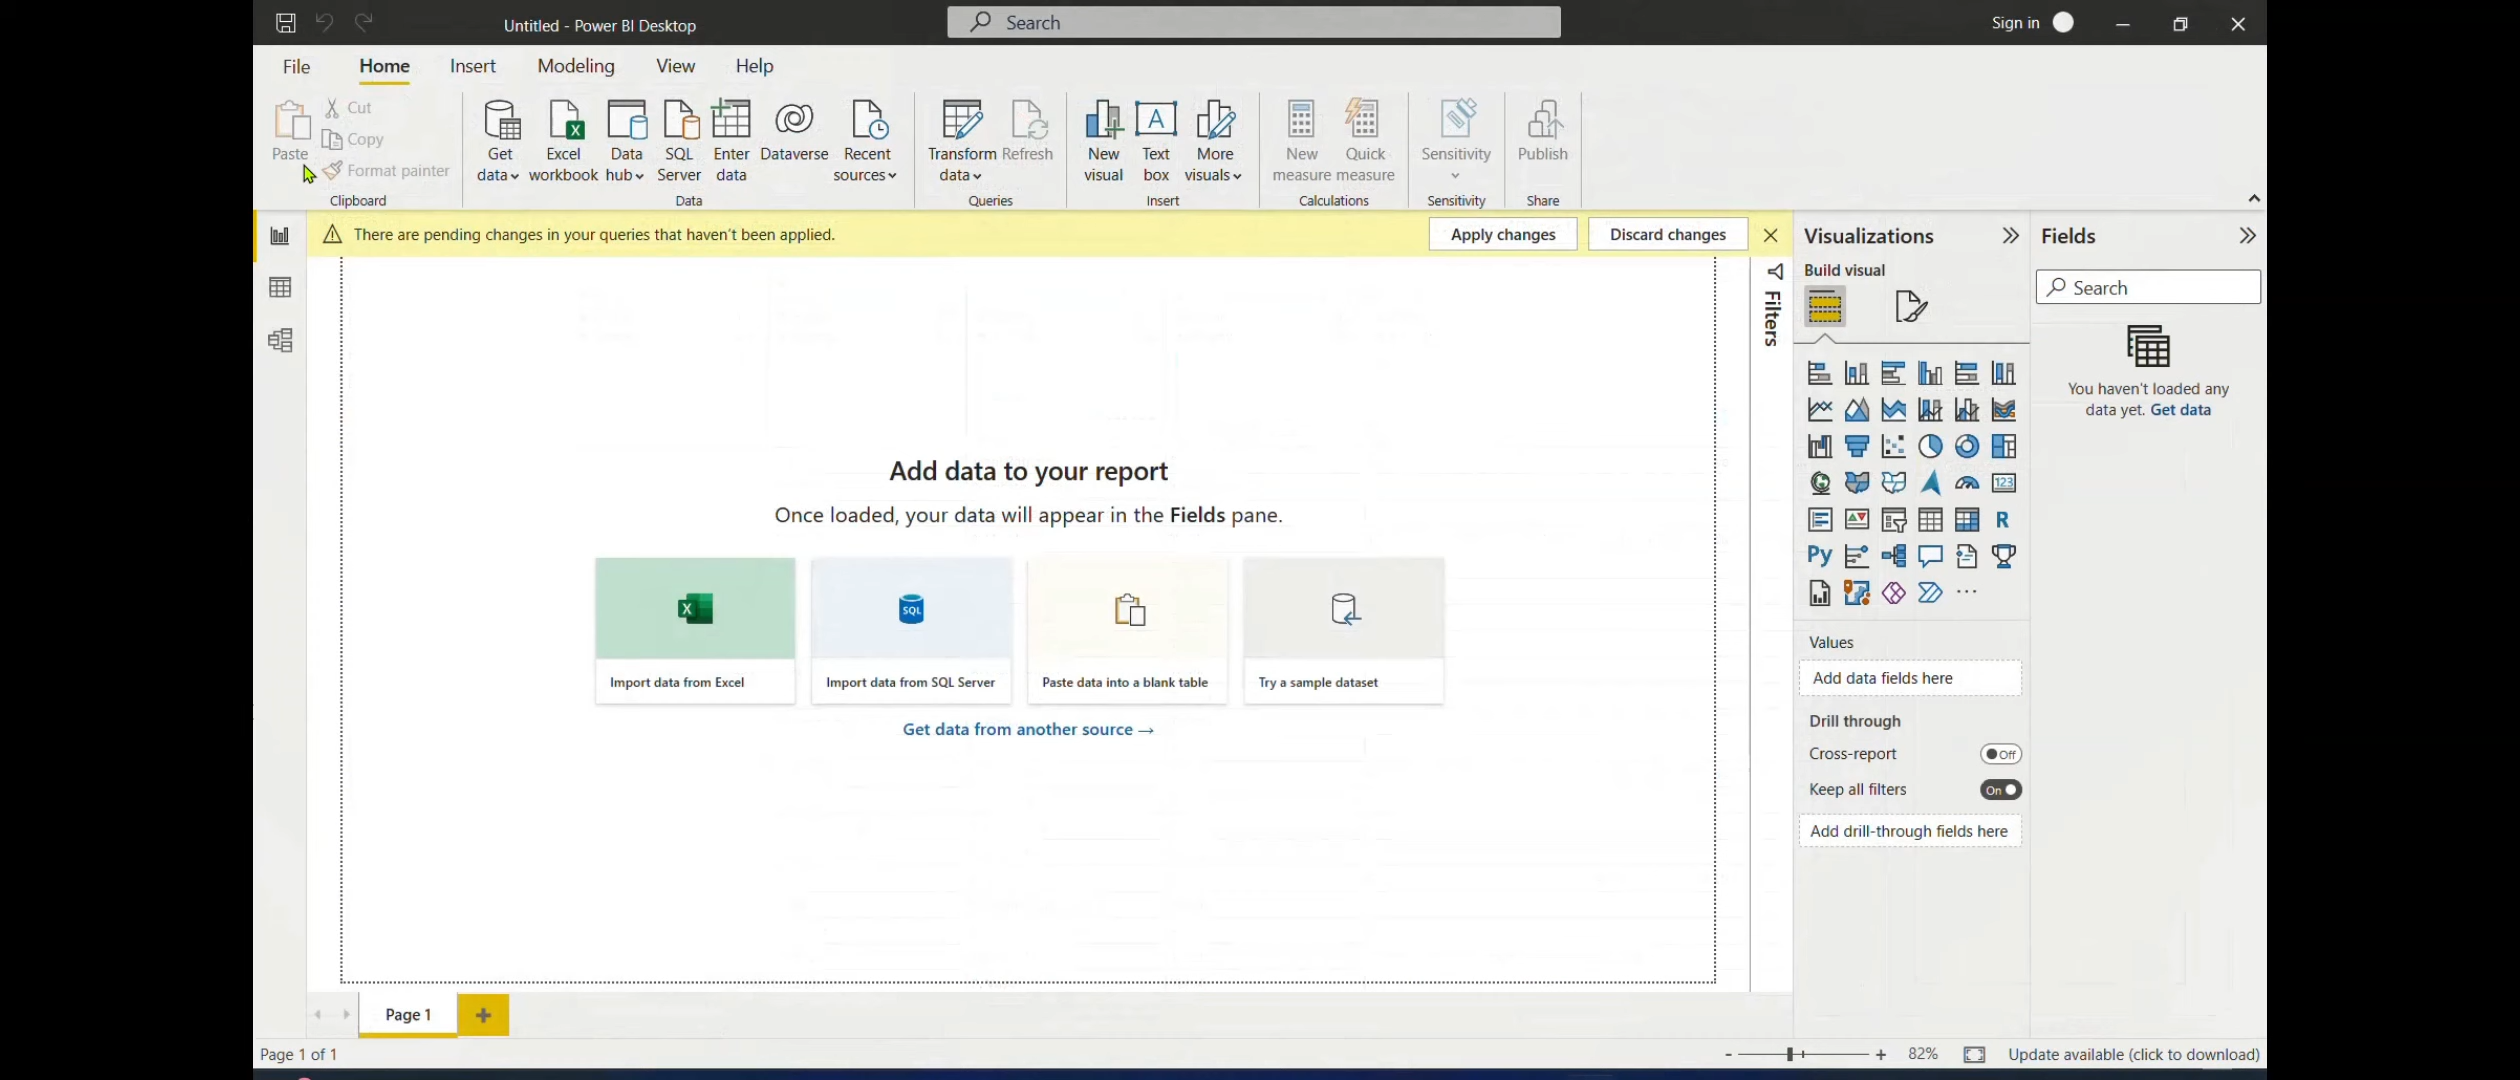 Untitled - Power BI Desktop
Search
Sign in
File Home Insert Modeling View Help
Paste
Cut
Copy
Format painter
Clipboard
Get data
Excel workbook
Data hub
SQL Server
Enter data
Dataverse
Recent sources
Data
Transform data
Refresh
Queries
New visual
Text box
More visuals
Insert
New measure
Quick measure
Calculations
Sensitivity
Sensitivity
Publish
Share
There are pending changes in your queries that haven't been applied.
Apply changes
Discard changes
Filters
Add data to your report
Once loaded, your data will appear in the Fields pane.
SQL
Import data from Excel
Import data from SQL Server
Paste data into a blank table
Try a sample dataset
Get data from another source →
Visualizations
Build visual
123
R
Py
Values
Add data fields here
Drill through
Cross-report
Off
Keep all filters
On
Add drill-through fields here
Fields
Search
You haven't loaded any
data yet. Get data
Page 1
Page 1 of 1
- + 82%
Update available (click to download)